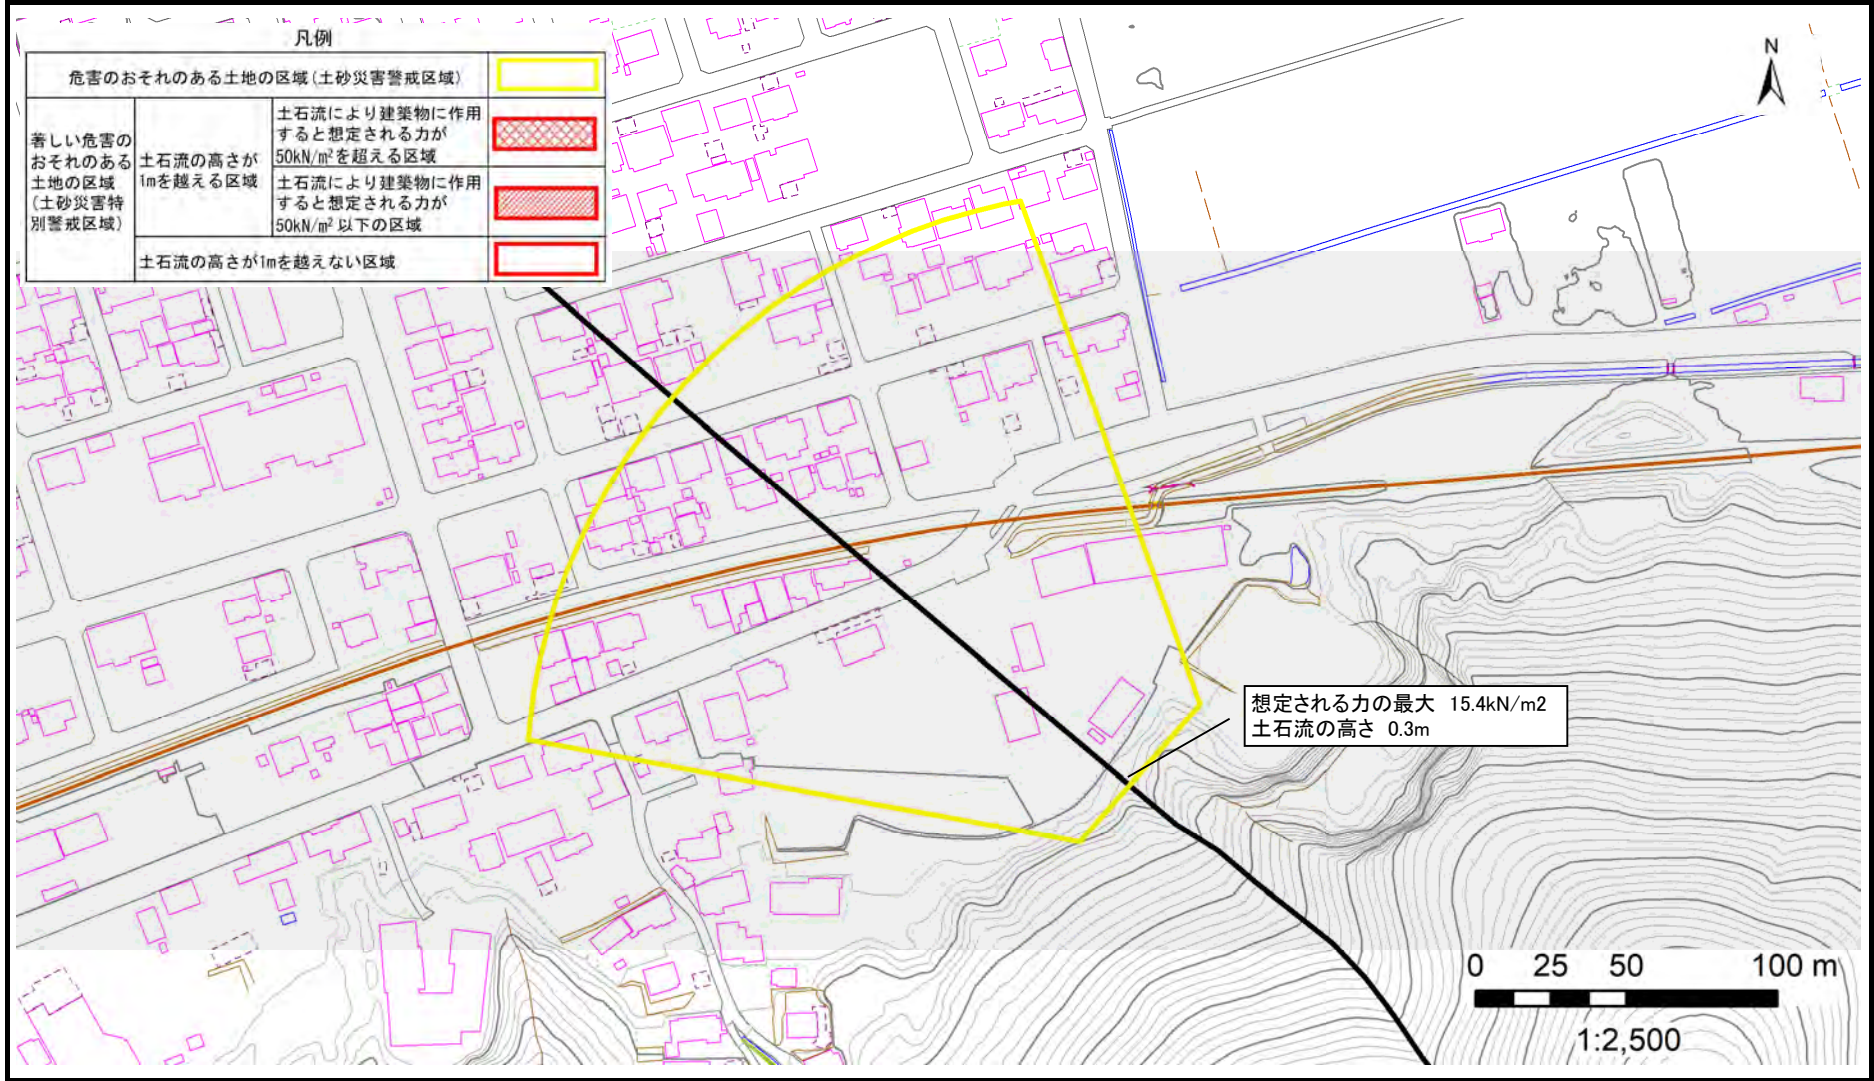 凡例
危害のおそれのある土地の区域(土砂災害警戒区域)
著しい危害の
おそれのある
土地の区域
(土砂災害特
別警戒区域)
土石流の高さが
1mを越える区域
土石流により建築物に作用
すると想定される力が
50kN/m²を超える区域
土石流により建築物に作用
すると想定される力が
50kN/m²以下の区域
土石流の高さが1mを越えない区域
N
想定される力の最大 15.4kN/m2
土石流の高さ 0.3m
0 25 50 100 m
1:2,500